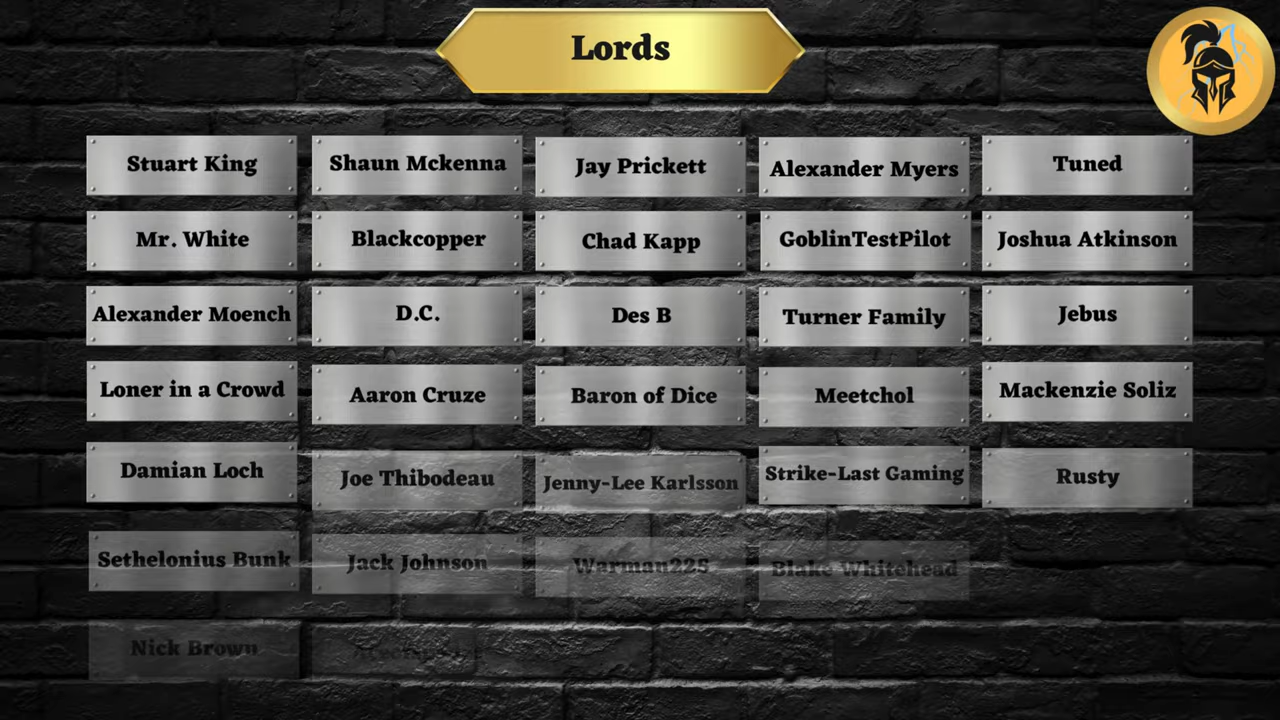 Lords
Stuart King
Shaun Mckenna
Jay Prickett
Alexander Myers
Tuned
Mr. White
Blackcopper
Chad Kapp
GoblinTestPilot
Joshua Atkinson
Alexander Moench
D.C.
Des B
Turner Family
Jebus
Loner in a Crowd
Aaron Cruze
Baron of Dice
Meetchol
Mackenzie Soliz
Damian Loch
Joe Thibodeau
Jenny-Lee Karlsson
Strike-Last Gaming
Rusty
Sethelonius Bunk
Jack Johnson
Warman225
Blake Whitehead
Nick Brown